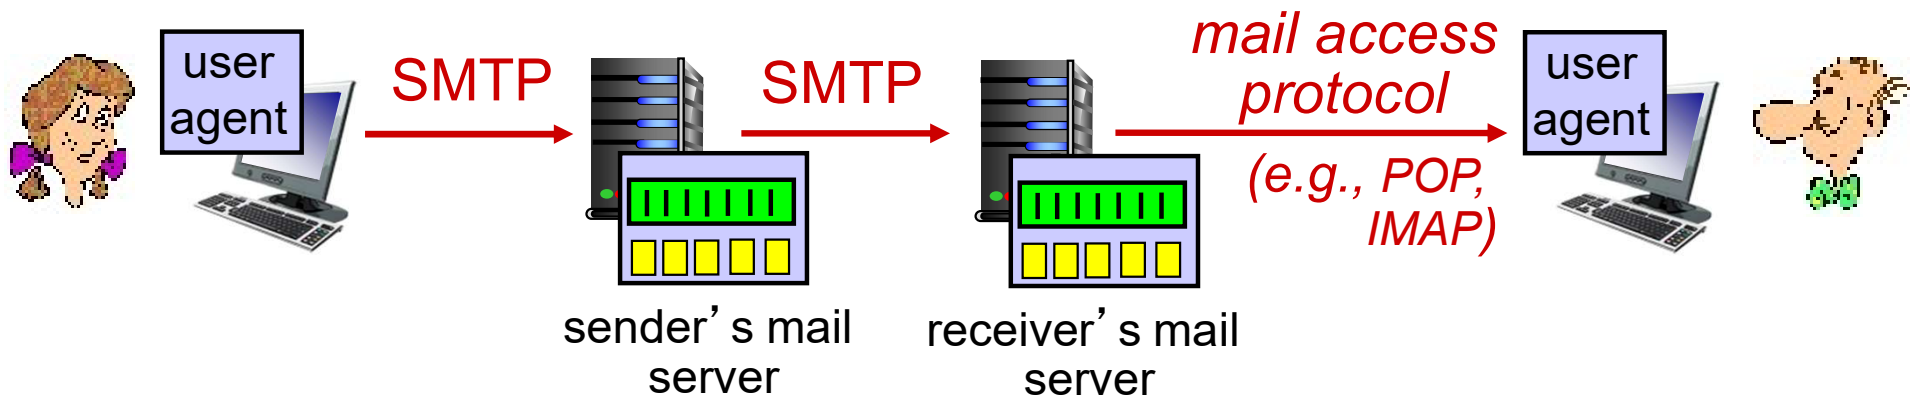 user
agent
SMTP
SMTP
mail access
protocol
(e.g., POP,
IMAP)
user
agent
sender’s mail
server
receiver’s mail
server